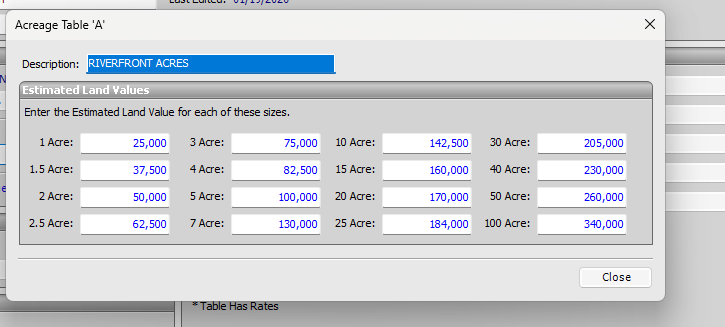 Last Edited: 01/19/2020
Acreage Table 'A'
Description: RIVERFRONT ACRES
Estimated Land Values
Enter the Estimated Land Value for each of these sizes.
1 Acre: 25,000 3 Acre: 75,000 10 Acre: 142,500 30 Acre: 205,000
1.5 Acre: 37,500 4 Acre: 82,500 15 Acre: 160,000 40 Acre: 230,000
2 Acre: 50,000 5 Acre: 100,000 20 Acre: 170,000 50 Acre: 260,000
2.5 Acre: 62,500 7 Acre: 130,000 25 Acre: 184,000 100 Acre: 340,000
Close
* Table Has Rates